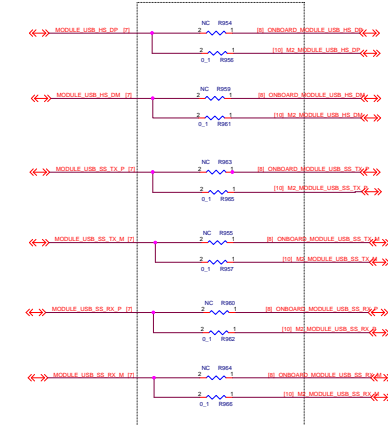 NC R954
MODULE_USB_HS_DP [7] 2 1 [8] ONBOARD_MODULE_USB_HS_DP
2 1 [10] M2_MODULE_USB_HS_DP
0_1 R956
NC R959
MODULE_USB_HS_DM [7] 2 1 [8] ONBOARD_MODULE_USB_HS_DM
2 1 [10] M2_MODULE_USB_HS_DM
0_1 R961
NC R963
MODULE_USB_SS_TX_P [7] 2 1 [8] ONBOARD_MODULE_USB_SS_TX_P
2 1 [10] M2_MODULE_USB_SS_TX_P
0_1 R965
NC R955
MODULE_USB_SS_TX_M [7] 2 1 [8] ONBOARD_MODULE_USB_SS_TX_M
2 1 [10] M2_MODULE_USB_SS_TX_M
0_1 R957
NC R960
MODULE_USB_SS_RX_P [7] 2 1 [8] ONBOARD_MODULE_USB_SS_RX_P
2 1 [10] M2_MODULE_USB_SS_RX_P
0_1 R962
NC R964
MODULE_USB_SS_RX_M [7] 2 1 [8] ONBOARD_MODULE_USB_SS_RX_M
2 1 [10] M2_MODULE_USB_SS_RX_M
0_1 R966